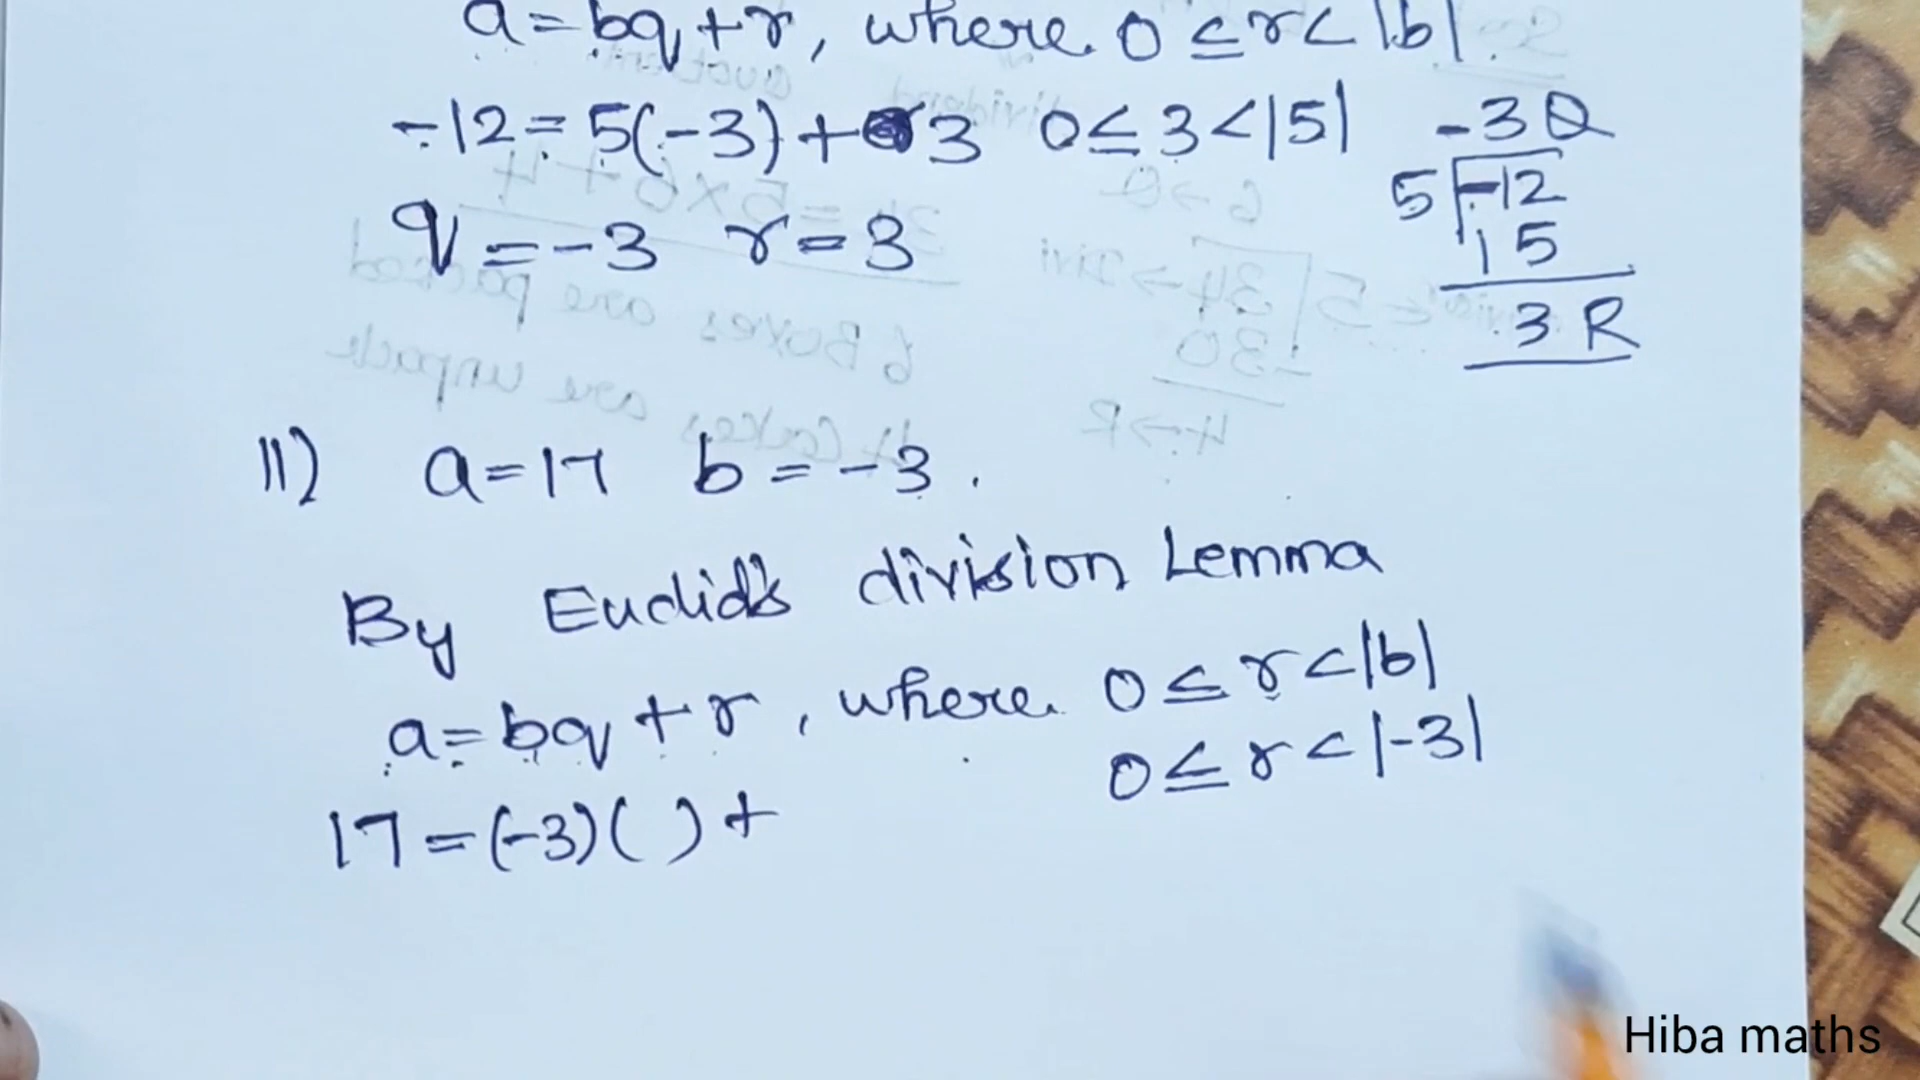 a = bq + r, where 0 ≤ r < |b|.
-12 = 5(-3) + 3 0 ≤ 3 < |5|
q = -3 r = 3
-3 Q
5 -12
15
3 R
II) a = 17 b = -3.
By Euclid's division Lemma
a = bq + r, where 0 ≤ r < |b|
0 ≤ r < |-3|
17 = (-3)( ) +
Hiba maths